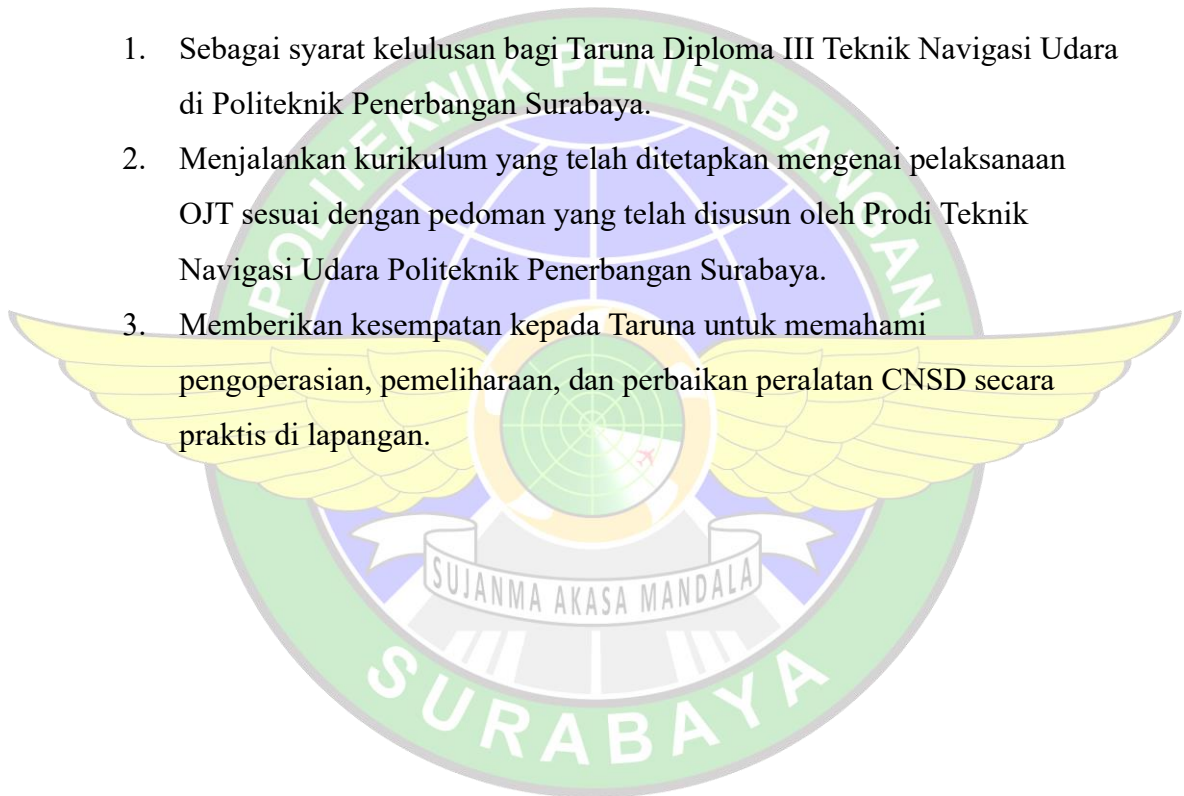 1. Sebagai syarat kelulusan bagi Taruna Diploma III Teknik Navigasi Udara
di Politeknik Penerbangan Surabaya.
2. Menjalankan kurikulum yang telah ditetapkan mengenai pelaksanaan
OJT sesuai dengan pedoman yang telah disusun oleh Prodi Teknik
Navigasi Udara Politeknik Penerbangan Surabaya.
3. Memberikan kesempatan kepada Taruna untuk memahami
pengoperasian, pemeliharaan, dan perbaikan peralatan CNSD secara
praktis di lapangan.
POLITEKNIK PENERBANGAN
SUJANMA AKASA MANDALA
SURABAYA